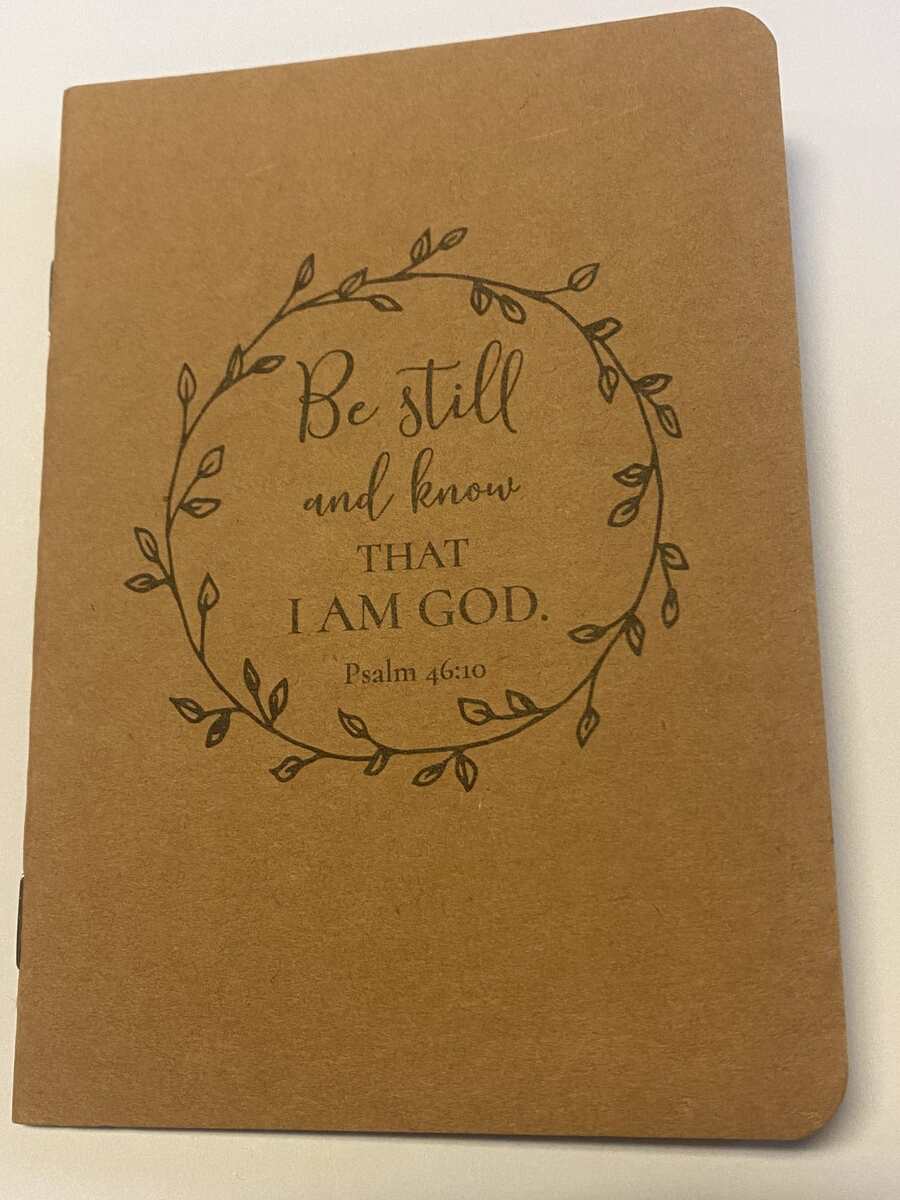 Be still
and know
THAT
I AM GOD.
Psalm 46:10